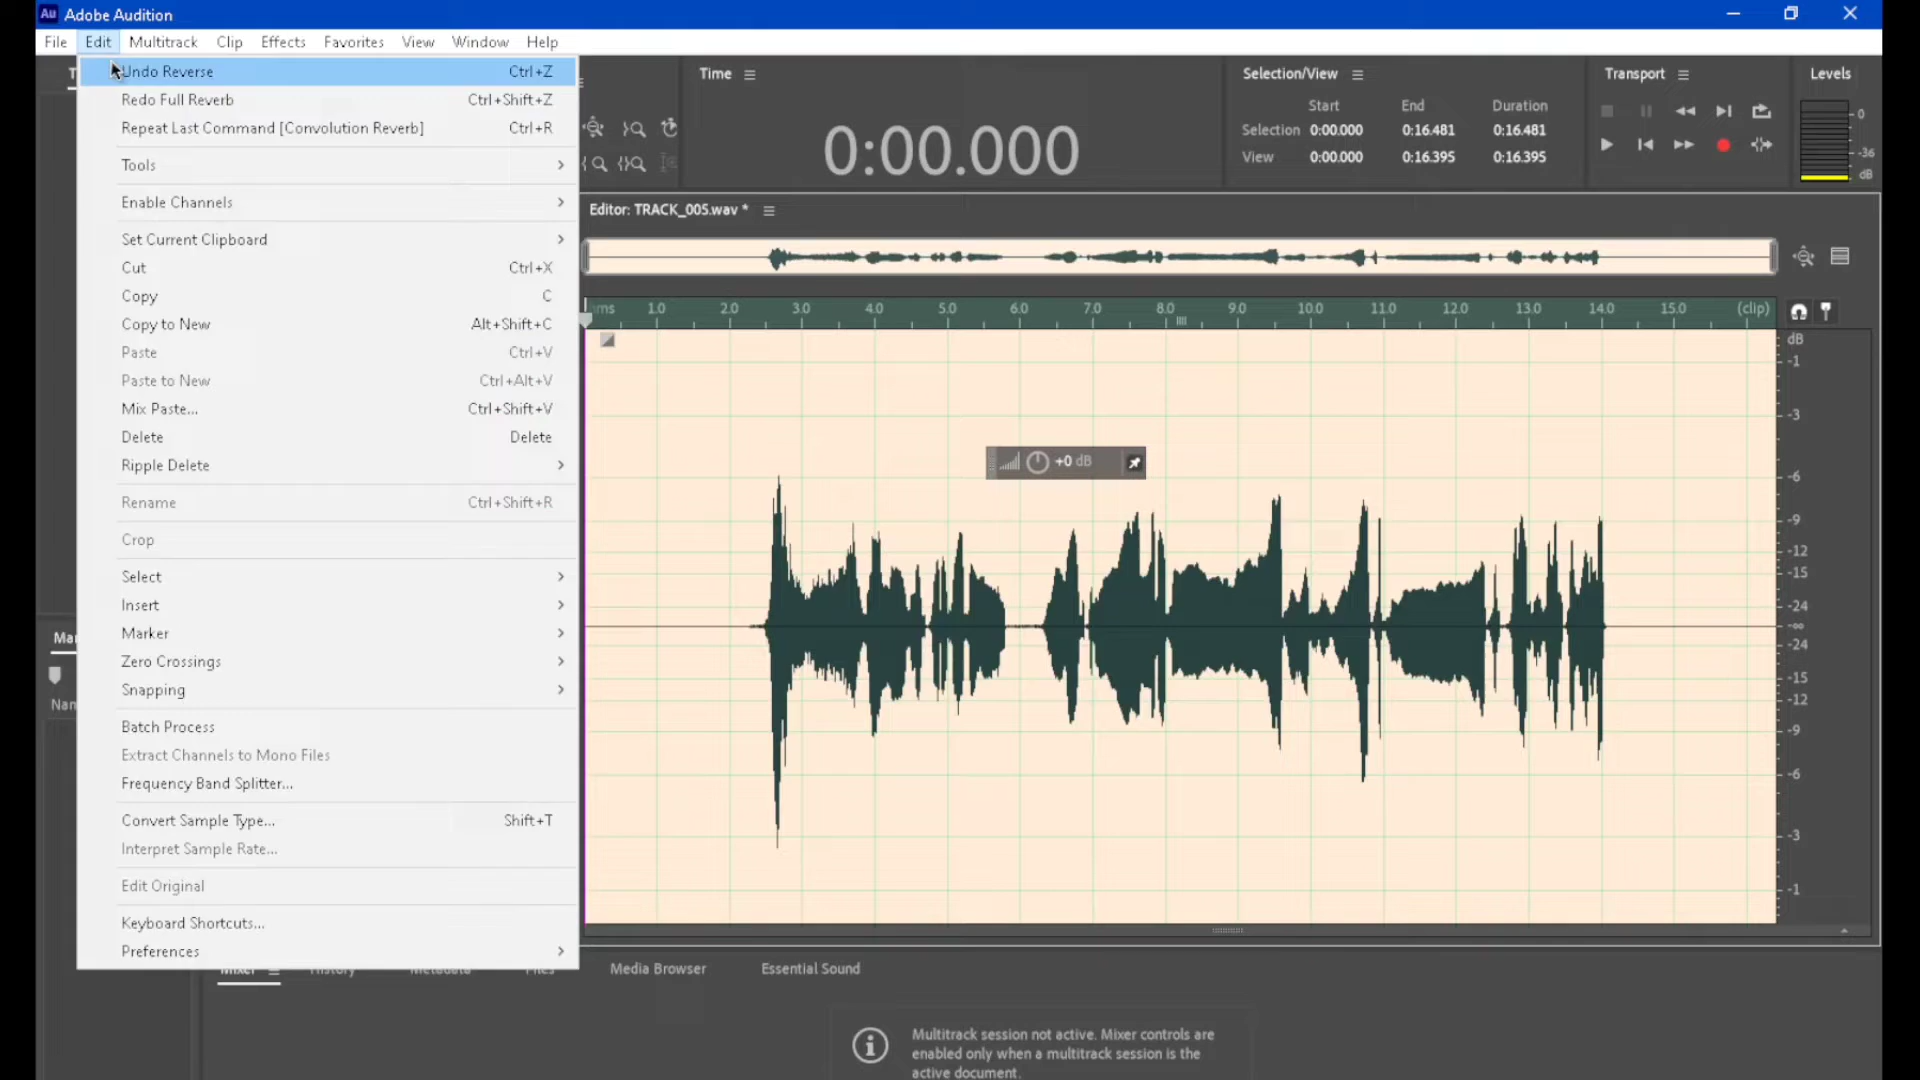 Au Adobe Audition
File Edit Multitrack Clip Effects Favorites View Window Help
Undo Reverse Ctrl+Z
Redo Full Reverb Ctrl+Shift+Z
Repeat Last Command [Convolution Reverb] Ctrl+R
Tools
Enable Channels
Set Current Clipboard
Cut Ctrl+X
Copy C
Copy to New Alt+Shift+C
Paste Ctrl+V
Paste to New Ctrl+Alt+V
Mix Paste... Ctrl+Shift+V
Delete Delete
Ripple Delete
Rename Ctrl+Shift+R
Crop
Select
Insert
Marker
Zero Crossings
Snapping
Batch Process
Extract Channels to Mono Files
Frequency Band Splitter...
Convert Sample Type... Shift+T
Interpret Sample Rate...
Edit Original
Keyboard Shortcuts...
Preferences
Time
0:00.000
Selection/View
Start End Duration
Selection 0:00.000 0:16.481 0:16.481
View 0:00.000 0:16.395 0:16.395
Transport
Levels
0
-36
dB
Editor: TRACK_005.wav *
hms 1.0 2.0 3.0 4.0 5.0 6.0 7.0 8.0 9.0 10.0 11.0 12.0 13.0 14.0 15.0 (clip)
dB
-1
-3
-6
-9
-12
-15
-24
-∞
-24
-15
-12
-9
-6
-3
-1
+0 dB
Mixer History Metadata Files Media Browser Essential Sound
Multitrack session not active. Mixer controls are
enabled only when a multitrack session is the
active document.